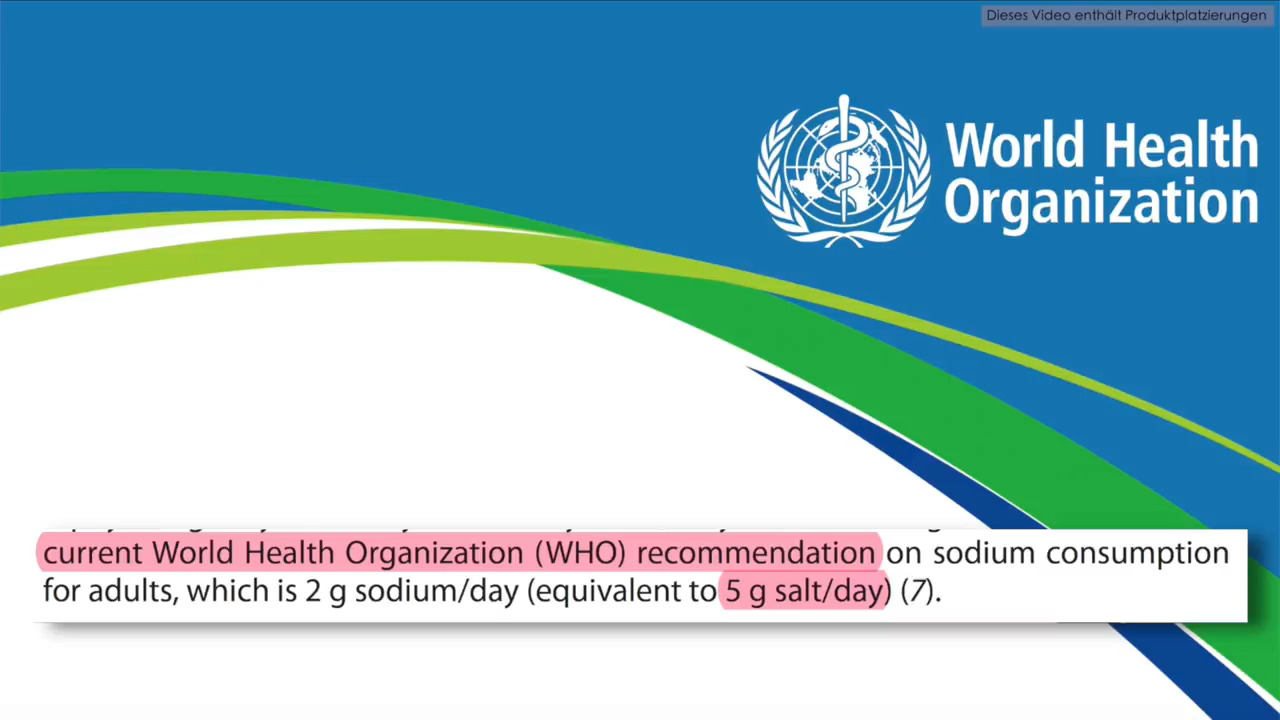 Dieses Video enthält Produktplatzierungen
World Health
Organization
current World Health Organization (WHO) recommendation on sodium consumption
for adults, which is 2 g sodium/day (equivalent to 5 g salt/day) (7).